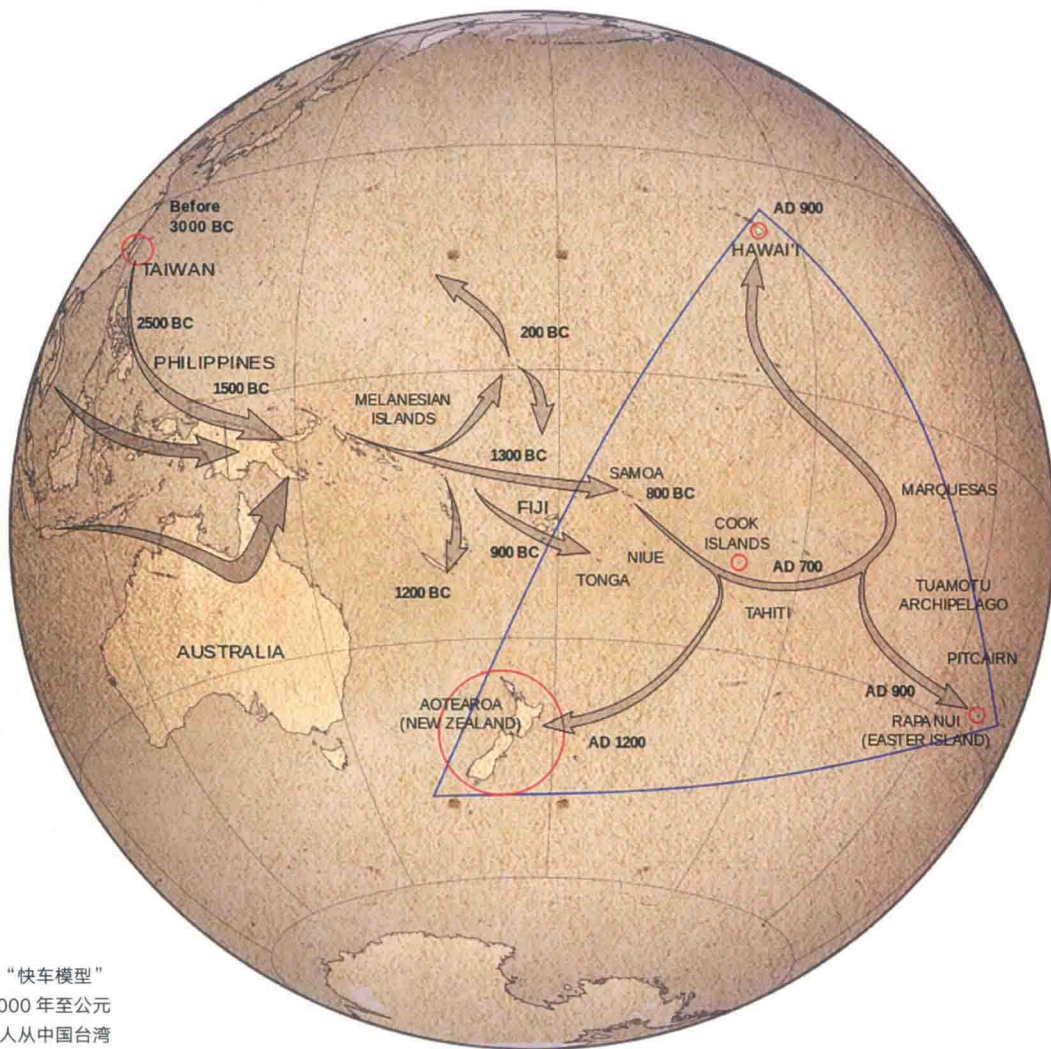 Before
3000 BC
TAIWAN
2500 BC
PHILIPPINES
1500 BC
MELANESIAN
ISLANDS
200 BC
1300 BC
AD 900
HAWAI'I
SAMOA
800 BC
FIJI
900 BC
1200 BC
NIUE
TONGA
COOK
ISLANDS
AD 700
MARQUESAS
TAHITI
TUAMOTU
ARCHIPELAGO
PITCAIRN
AUSTRALIA
AOTEAROA
(NEW ZEALAND)
AD 1200
AD 900
RAPA NUI
(EASTER ISLAND)
“快车模型”
000 年至公元
人从中国台湾